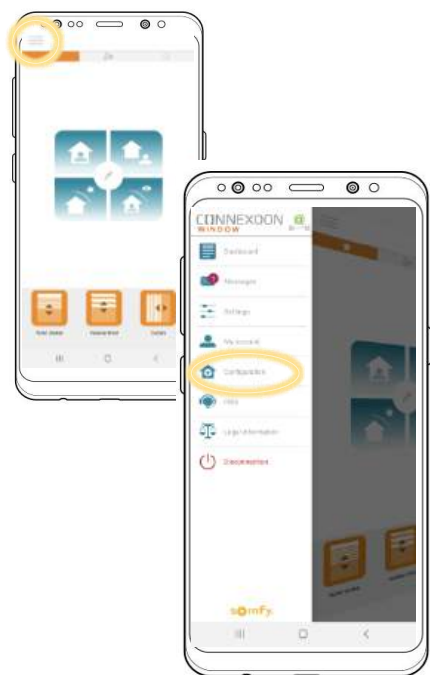 CONNEXOON
WINDOW
Dashboard
Messages
Settings
My account
Configuration
Help
Legal information
Disconnection
somfy.